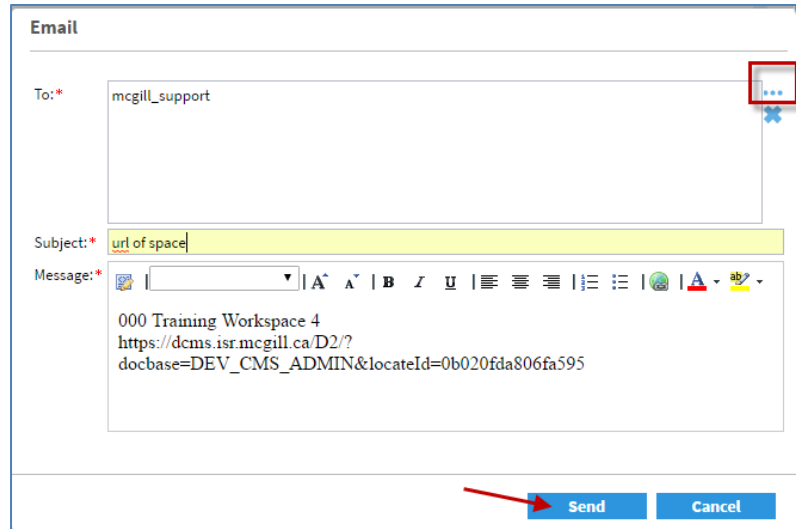 Email
To:*
mcgill_support
Subject:*
url of space
Message:*
A A B I U A ab
000 Training Workspace 4
https://dcms.isr.mcgill.ca/D2/?
docbase=DEV_CMS_ADMIN&locateId=0b020fda806fa595
Send Cancel